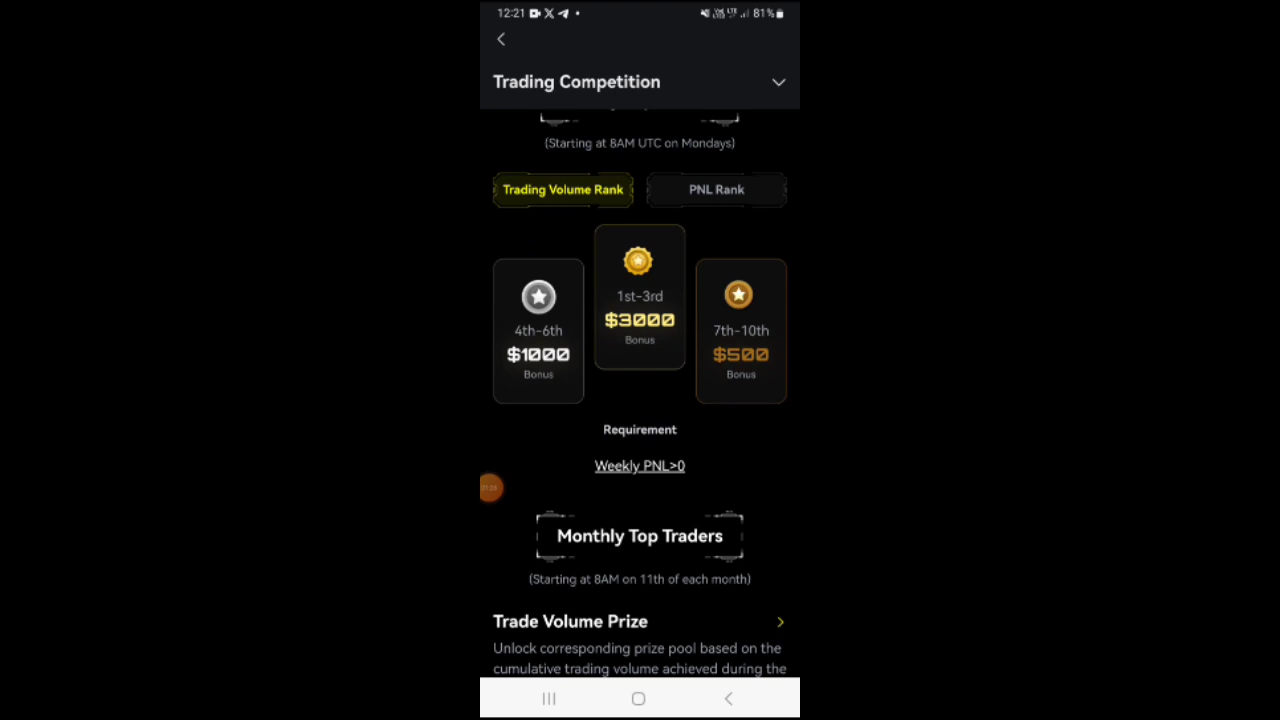 12:21
LTE
81%
Trading Competition
(Starting at 8AM UTC on Mondays)
Trading Volume Rank
PNL Rank
1st-3rd
$3000
Bonus
4th-6th
$1000
Bonus
7th-10th
$500
Bonus
Requirement
Weekly PNL>0
Monthly Top Traders
(Starting at 8AM on 11th of each month)
Trade Volume Prize
Unlock corresponding prize pool based on the
cumulative trading volume achieved during the